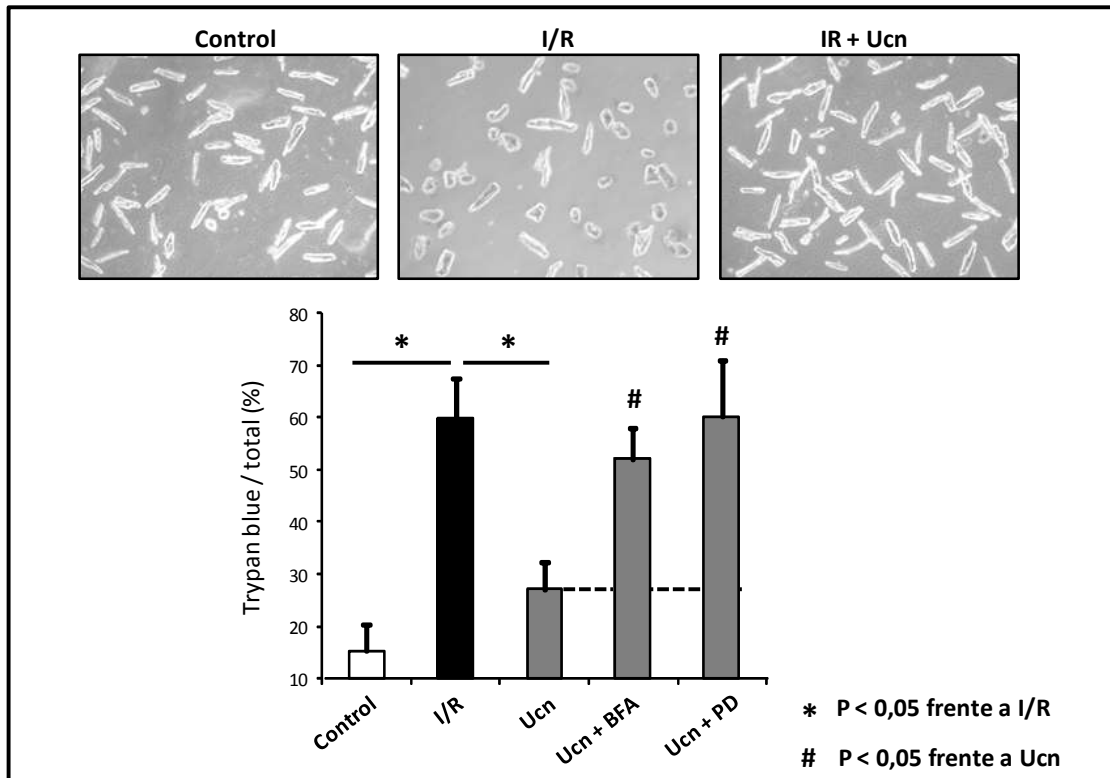 Control
I/R
IR + Ucn
80
70
60
50
40
30
20
10
Trypan blue / total (%)
*
*
#
#
Control
I/R
Ucn
Ucn + BFA
Ucn + PD
* P < 0,05 frente a I/R
# P < 0,05 frente a Ucn